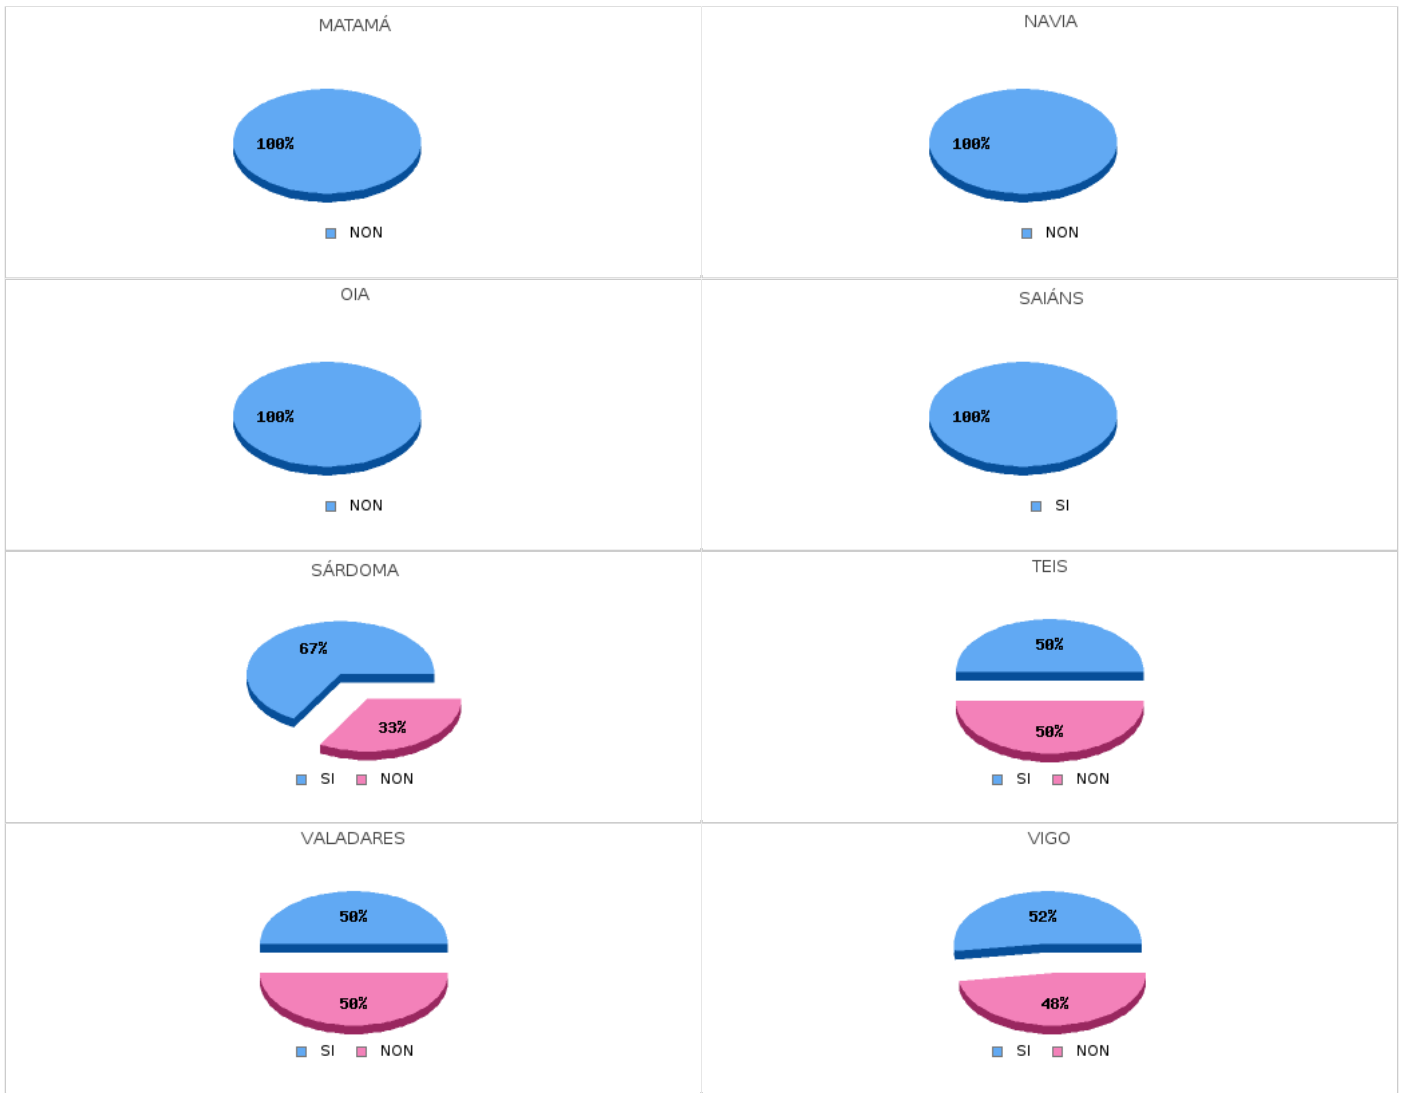 MATAMÁ
100%
NON
NAVIA
100%
NON
OIA
100%
NON
SAIÁNS
100%
SI
SÁRDOMA
67%
33%
SI NON
TEIS
50%
50%
SI NON
VALADARES
50%
50%
SI NON
VIGO
52%
48%
SI NON